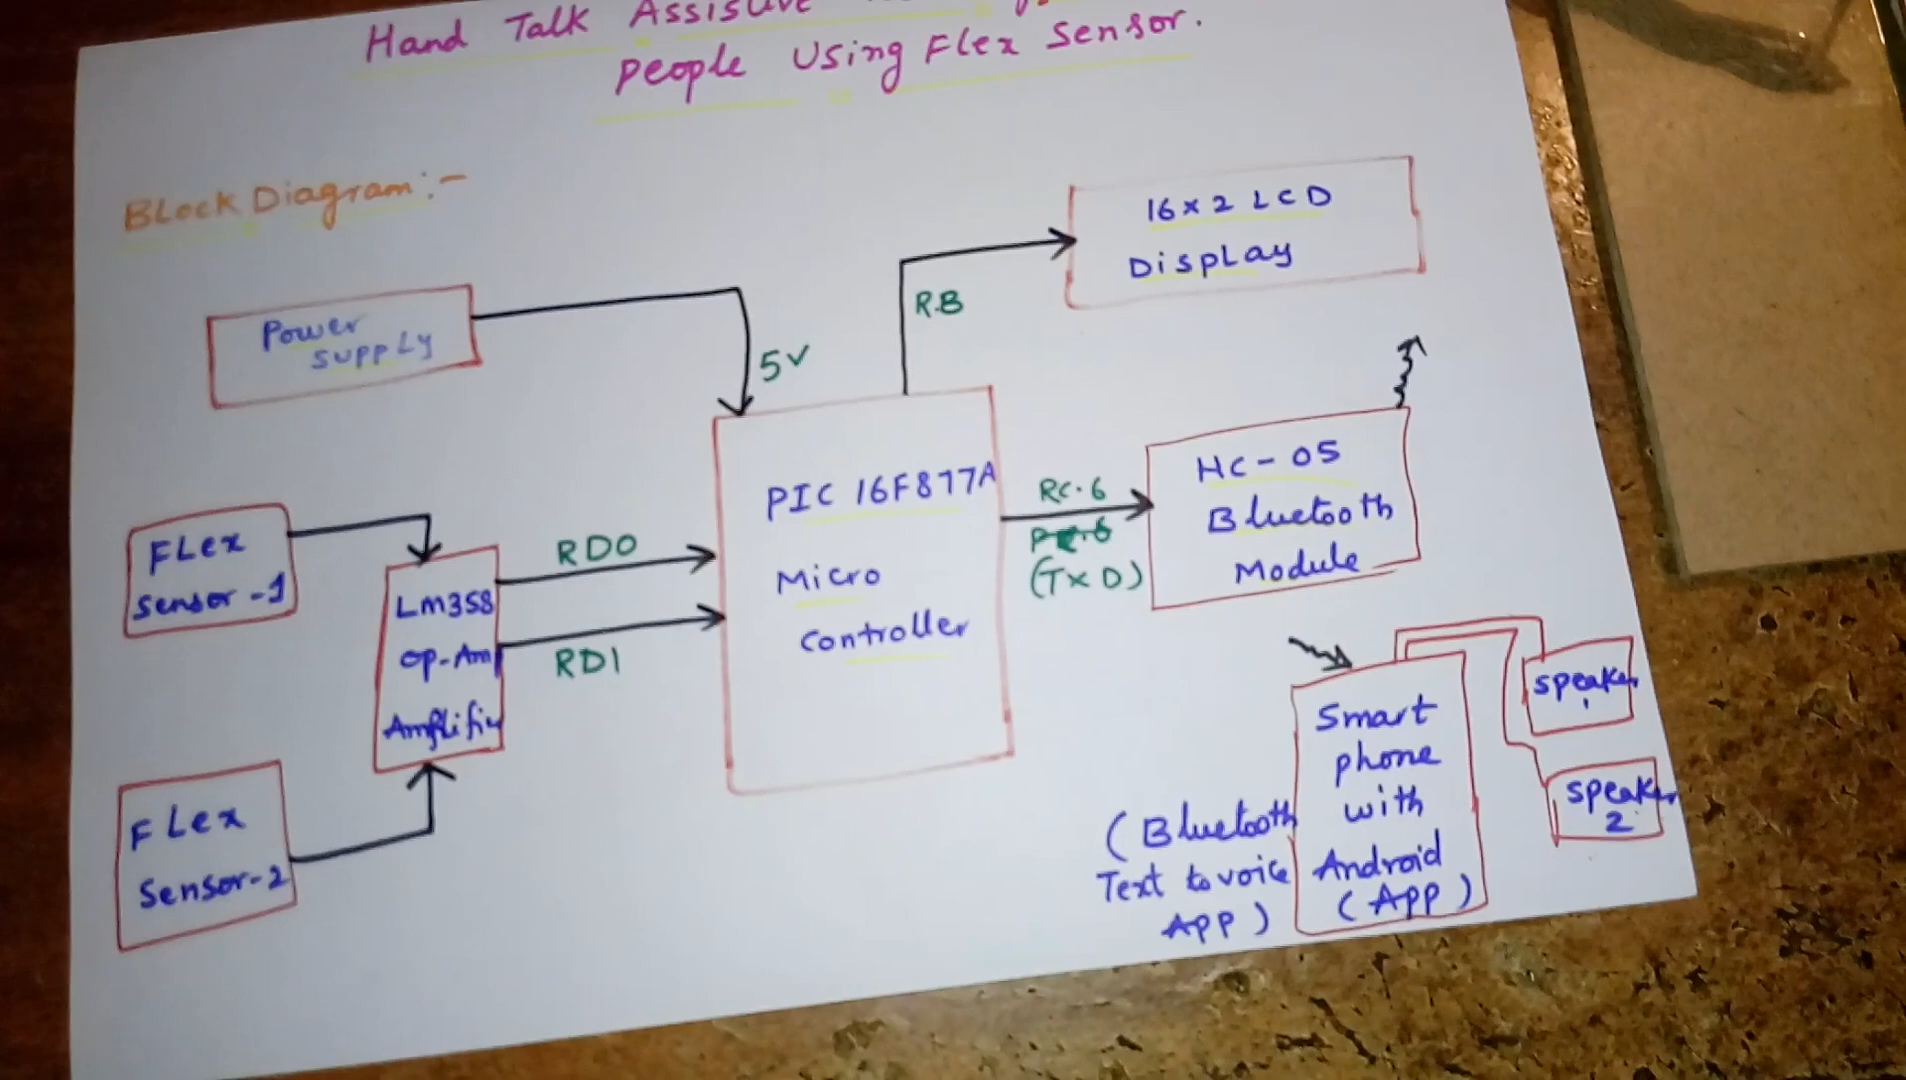 Hand Talk Assistive
People Using Flex Sensor.
Block Diagram:-
16x2 LCD
Display
R.B
Power
Supply
5V
PIC 16F877A
Micro
Controller
RC.6
(TXD)
HC-05
Bluetooth
Module
Flex
Sensor-1
RD0
Lm358
Op-Amp
Amplifier
RD1
Flex
Sensor-2
Smart
phone
with
Android
(App)
Speaker
1
Speaker
2
(Bluetooth
Text to voice
App)